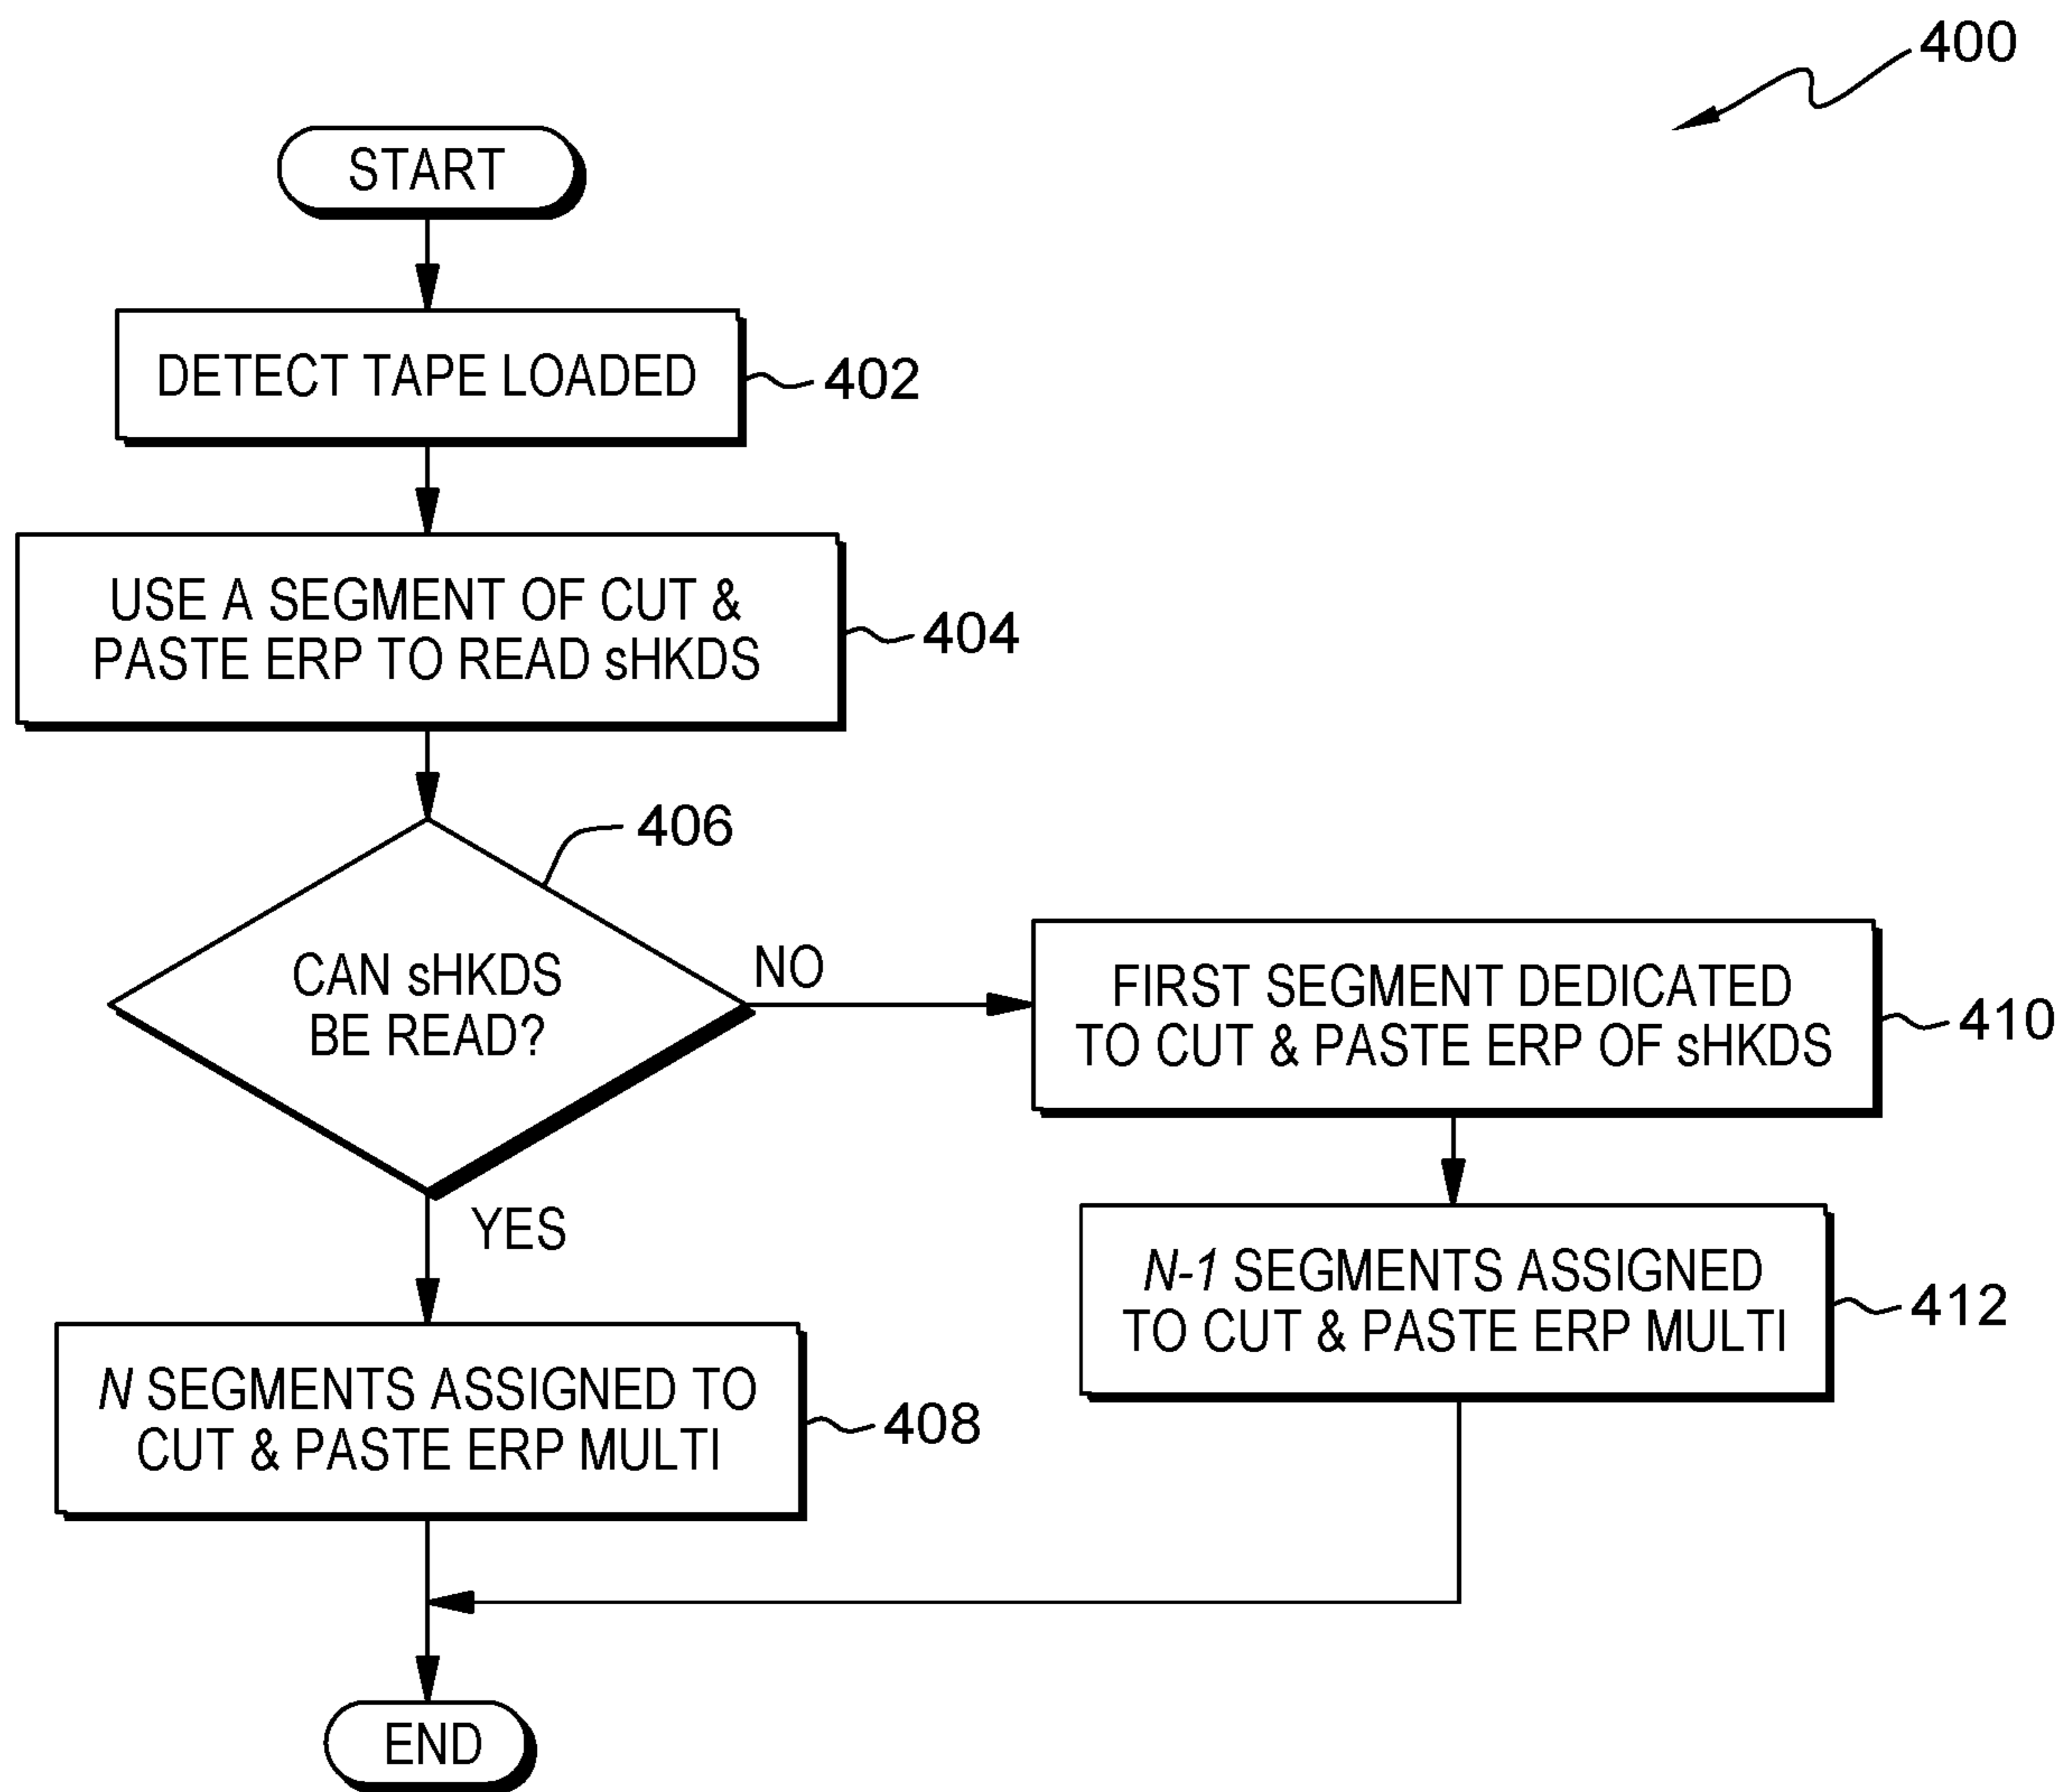 400
START
DETECT TAPE LOADED
402
USE A SEGMENT OF CUT &
PASTE ERP TO READ sHKDS
404
406
CAN sHKDS
BE READ?
NO
YES
FIRST SEGMENT DEDICATED
TO CUT & PASTE ERP OF sHKDS
410
N-1 SEGMENTS ASSIGNED
TO CUT & PASTE ERP MULTI
412
N SEGMENTS ASSIGNED TO
CUT & PASTE ERP MULTI
408
END